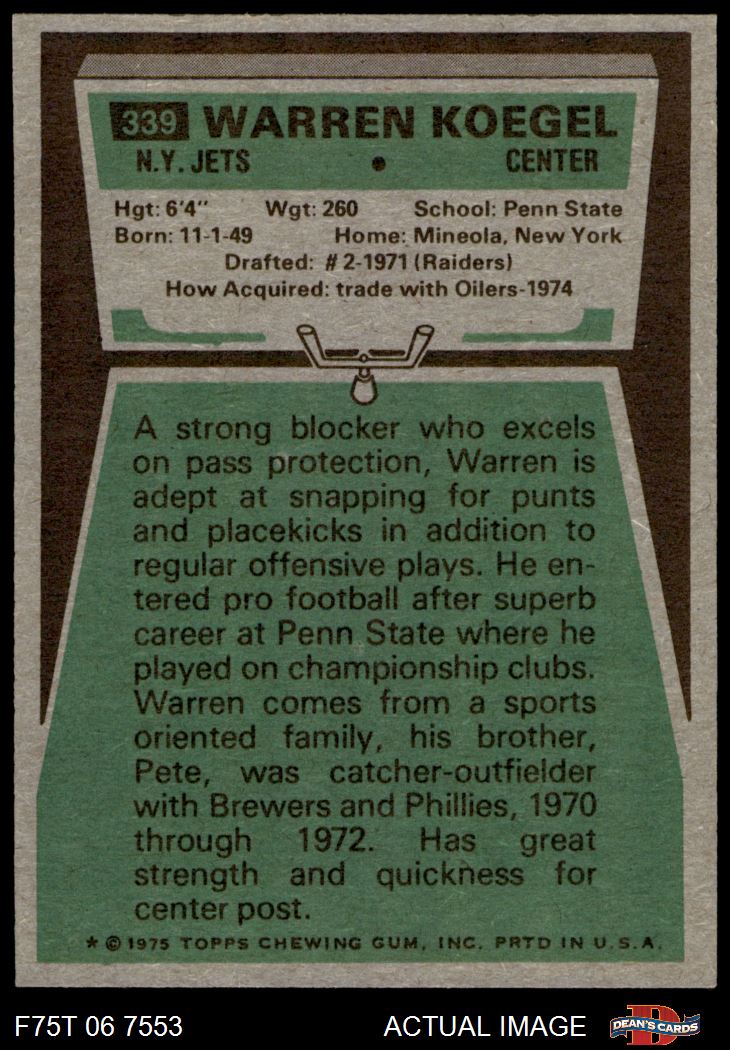 339 WARREN KOEGEL
N.Y. JETS • CENTER
Hgt: 6'4" Wgt: 260 School: Penn State
Born: 11-1-49 Home: Mineola, New York
Drafted: #2-1971 (Raiders)
How Acquired: trade with Oilers-1974
A strong blocker who excels
on pass protection, Warren is
adept at snapping for punts
and placekicks in addition to
regular offensive plays. He en-
tered pro football after superb
career at Penn State where he
played on championship clubs.
Warren comes from a sports
oriented family, his brother,
Pete, was catcher-outfielder
with Brewers and Phillies, 1970
through 1972. Has great
strength and quickness for
center post.
* © 1975 TOPPS CHEWING GUM, INC. PRTD IN U.S.A.
F75T 06 7553 ACTUAL IMAGE D DEAN'S CARDS